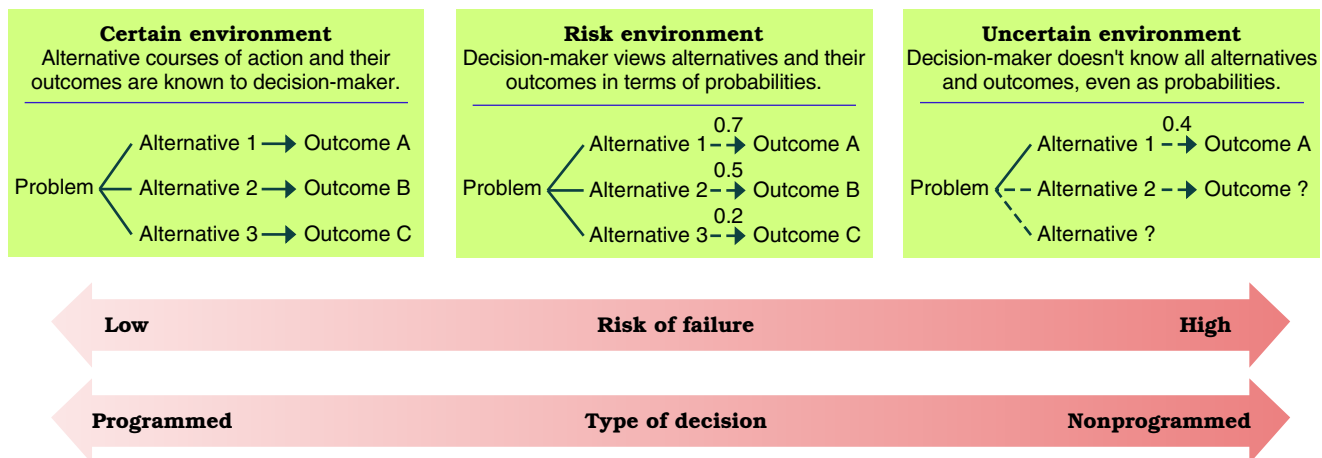 Certain environment
Alternative courses of action and their
outcomes are known to decision-maker.
Problem
Alternative 1
Outcome A
Alternative 2
Outcome B
Alternative 3
Outcome C
Risk environment
Decision-maker views alternatives and their
outcomes in terms of probabilities.
Problem
Alternative 1
0.7
Outcome A
Alternative 2
0.5
Outcome B
Alternative 3
0.2
Outcome C
Uncertain environment
Decision-maker doesn't know all alternatives
and outcomes, even as probabilities.
Problem
Alternative 1
0.4
Outcome A
Alternative 2
Outcome ?
Alternative ?
Low
Risk of failure
High
Programmed
Type of decision
Nonprogrammed